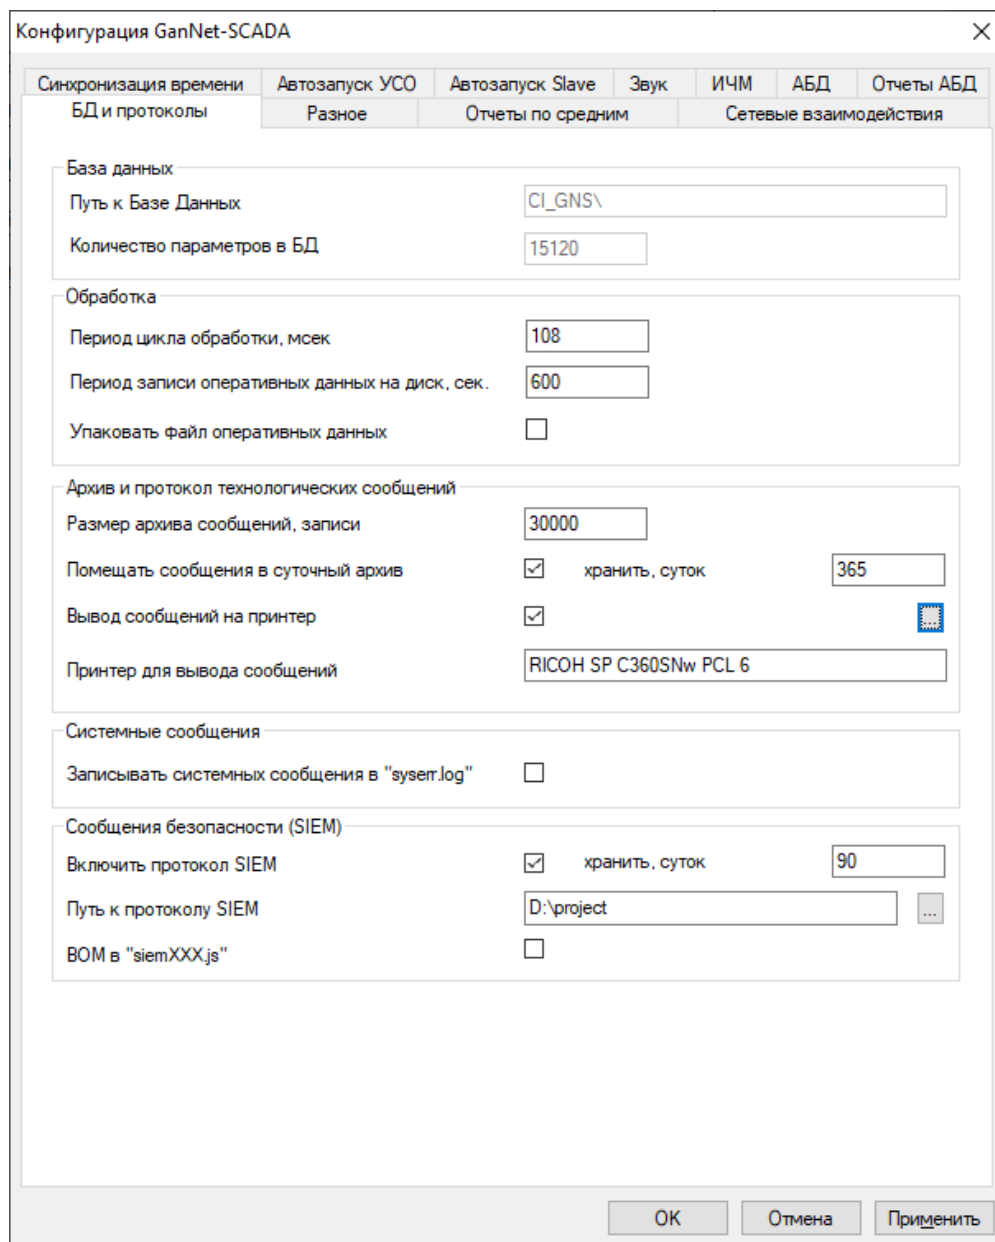 Конфигурация GanNet-SCADA
Синхронизация времени Автозапуск УСО Автозапуск Slave Звук ИЧМ АБД Отчеты АБД
БД и протоколы Разное Отчеты по средним Сетевые взаимодействия
База данных
Путь к Базе Данных CI_GNS\
Количество параметров в БД 15120
Обработка
Период цикла обработки, мсек 108
Период записи оперативных данных на диск, сек. 600
Упаковать файл оперативных данных
Архив и протокол технологических сообщений
Размер архива сообщений, записи 30000
Помещать сообщения в суточный архив хранить, суток 365
Вывод сообщений на принтер ...
Принтер для вывода сообщений RICOH SP C360SNw PCL 6
Системные сообщения
Записывать системных сообщения в "syserr.log"
Сообщения безопасности (SIEM)
Включить протокол SIEM хранить, суток 90
Путь к протоколу SIEM D:\project ...
BOM в "siemXXX.js"
OK Отмена Применить